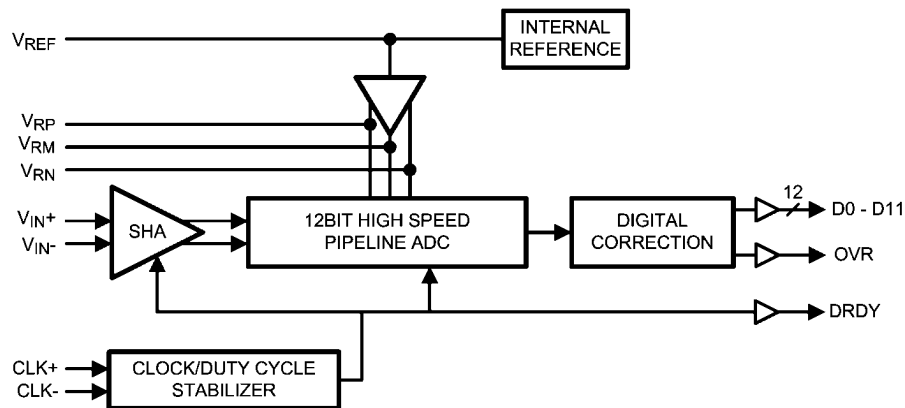 INTERNAL
REFERENCE
VREF
VRP
VRM
VRN
VIN+
VIN-
SHA
12BIT HIGH SPEED
PIPELINE ADC
DIGITAL
CORRECTION
12
D0 - D11
OVR
DRDY
CLK+
CLK-
CLOCK/DUTY CYCLE
STABILIZER